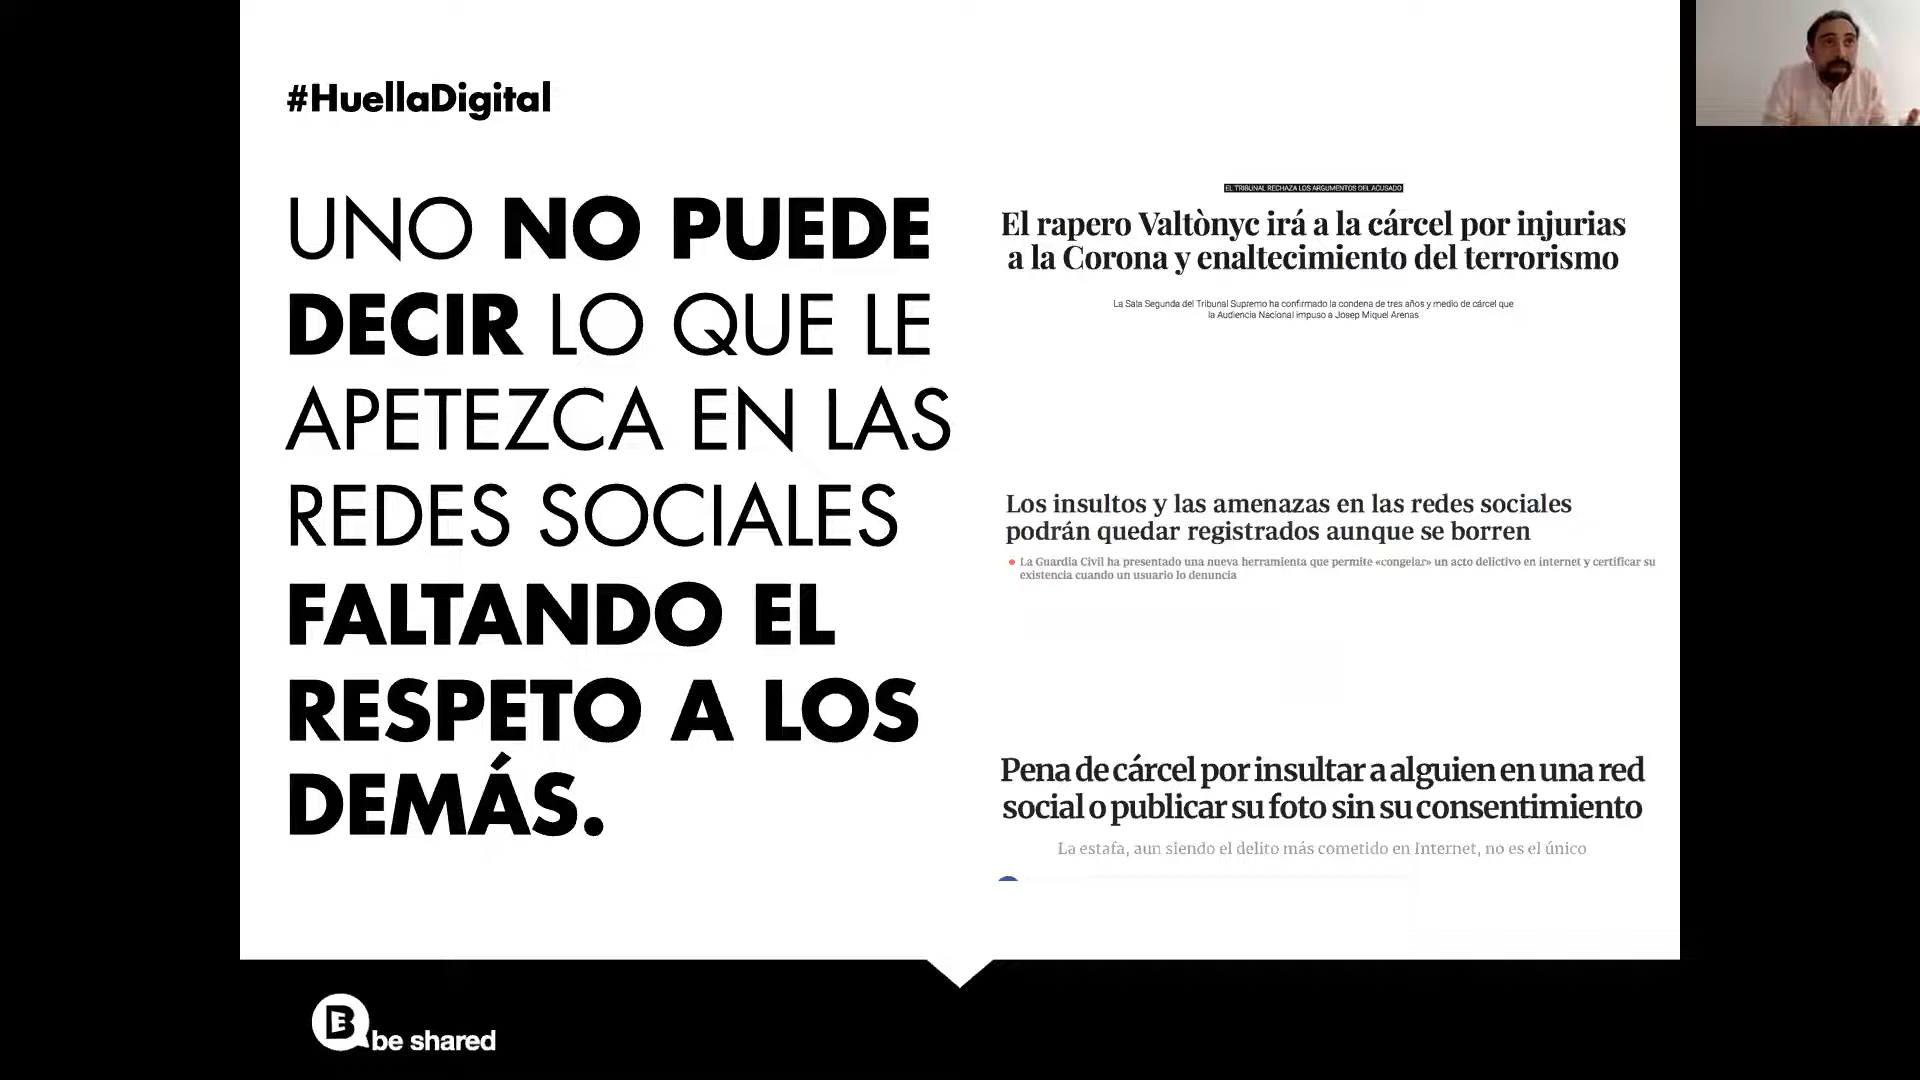 #HuellaDigital
UNO NO PUEDE
DECIR LO QUE LE
APETEZCA EN LAS
REDES SOCIALES
FALTANDO EL
RESPETO A LOS
DEMÁS.
EL TRIBUNAL RECHAZA LOS ARGUMENTOS DEL ACUSADO
El rapero Valtònyc irá a la cárcel por injurias
a la Corona y enaltecimiento del terrorismo
La Sala Segunda del Tribunal Supremo ha confirmado la condena de tres años y medio de cárcel que
la Audiencia Nacional impuso a Josep Miquel Arenas
Los insultos y las amenazas en las redes sociales
podrán quedar registrados aunque se borren
La Guardia Civil ha presentado una nueva herramienta que permite «congelar» un acto delictivo en internet y certificar su
existencia cuando un usuario lo denuncia
Pena de cárcel por insultar a alguien en una red
social o publicar su foto sin su consentimiento
La estafa, aun siendo el delito más cometido en Internet, no es el único
B be shared